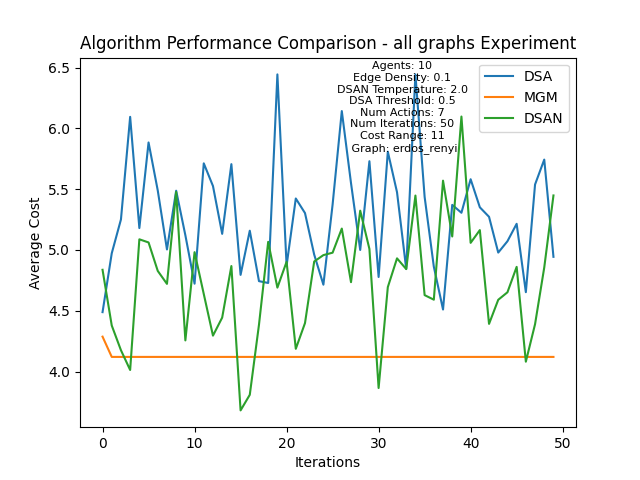 Algorithm Performance Comparison - all graphs Experiment
Agents: 10
Edge Density: 0.1
DSAN Temperature: 2.0
DSA Threshold: 0.5
Num Actions: 7
Num Iterations: 50
Cost Range: 11
Graph: erdos_renyi
DSA
MGM
DSAN
Average Cost
6.5
6.0
5.5
5.0
4.5
4.0
0 10 20 30 40 50
Iterations